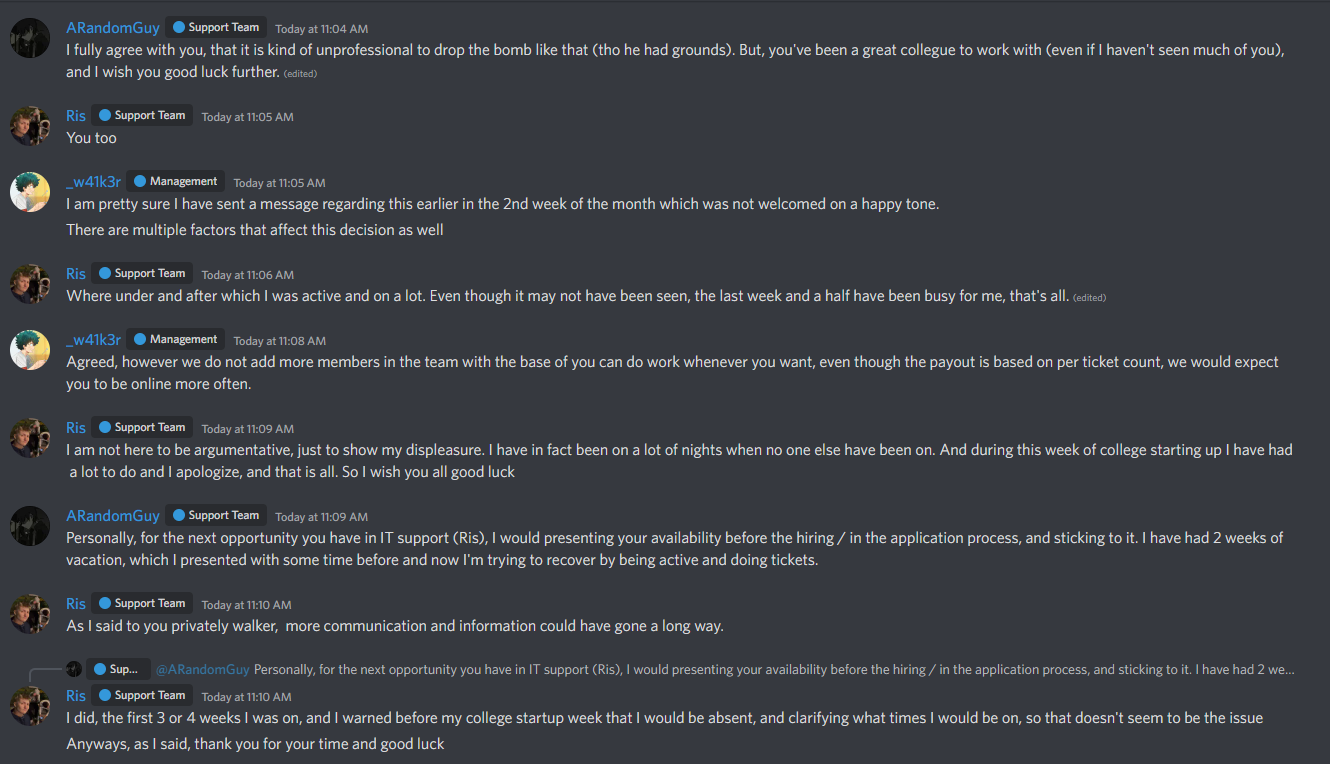 ARandomGuy Support Team Today at 11:04 AM
I fully agree with you, that it is kind of unprofessional to drop the bomb like that (tho he had grounds). But, you've been a great collegue to work with (even if I haven't seen much of you),
and I wish you good luck further. (edited)
Ris Support Team Today at 11:05 AM
You too
_w41k3r Management Today at 11:05 AM
I am pretty sure I have sent a message regarding this earlier in the 2nd week of the month which was not welcomed on a happy tone.
There are multiple factors that affect this decision as well
Ris Support Team Today at 11:06 AM
Where under and after which I was active and on a lot. Even though it may not have been seen, the last week and a half have been busy for me, that's all. (edited)
_w41k3r Management Today at 11:08 AM
Agreed, however we do not add more members in the team with the base of you can do work whenever you want, even though the payout is based on per ticket count, we would expect
you to be online more often.
Ris Support Team Today at 11:09 AM
I am not here to be argumentative, just to show my displeasure. I have in fact been on a lot of nights when no one else have been on. And during this week of college starting up I have had
a lot to do and I apologize, and that is all. So I wish you all good luck
ARandomGuy Support Team Today at 11:09 AM
Personally, for the next opportunity you have in IT support (Ris), I would presenting your availability before the hiring / in the application process, and sticking to it. I have had 2 weeks of
vacation, which I presented with some time before and now I'm trying to recover by being active and doing tickets.
Ris Support Team Today at 11:10 AM
As I said to you privately walker, more communication and information could have gone a long way.
Sup... @ARandomGuy Personally, for the next opportunity you have in IT support (Ris), I would presenting your availability before the hiring / in the application process, and sticking to it. I have had 2 we...
Ris Support Team Today at 11:10 AM
I did, the first 3 or 4 weeks I was on, and I warned before my college startup week that I would be absent, and clarifying what times I would be on, so that doesn't seem to be the issue
Anyways, as I said, thank you for your time and good luck